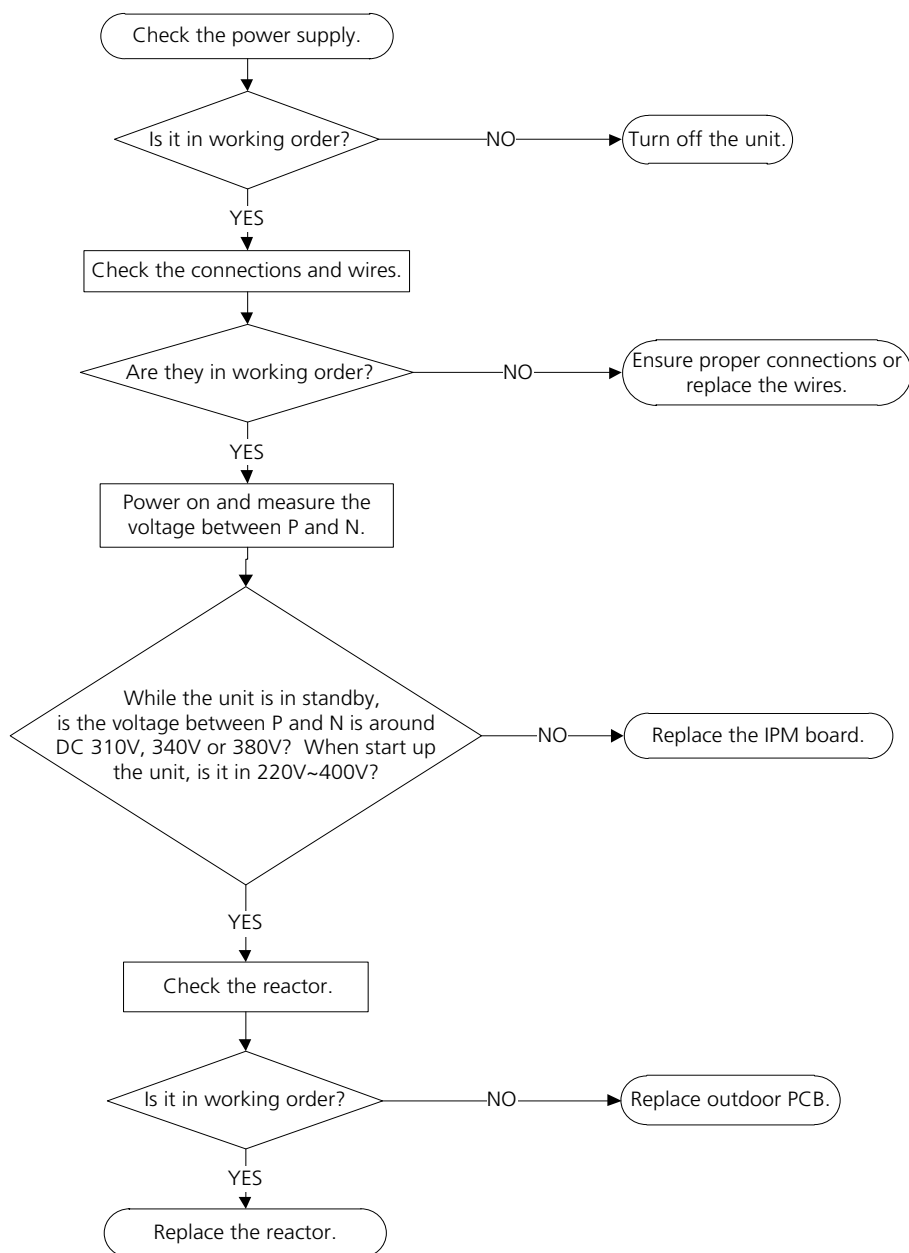 Check the power supply.
Is it in working order?
NO
Turn off the unit.
YES
Check the connections and wires.
Are they in working order?
NO
Ensure proper connections or
replace the wires.
YES
Power on and measure the
voltage between P and N.
While the unit is in standby,
is the voltage between P and N is around
DC 310V, 340V or 380V? When start up
the unit, is it in 220V~400V?
NO
Replace the IPM board.
YES
Check the reactor.
Is it in working order?
NO
Replace outdoor PCB.
YES
Replace the reactor.